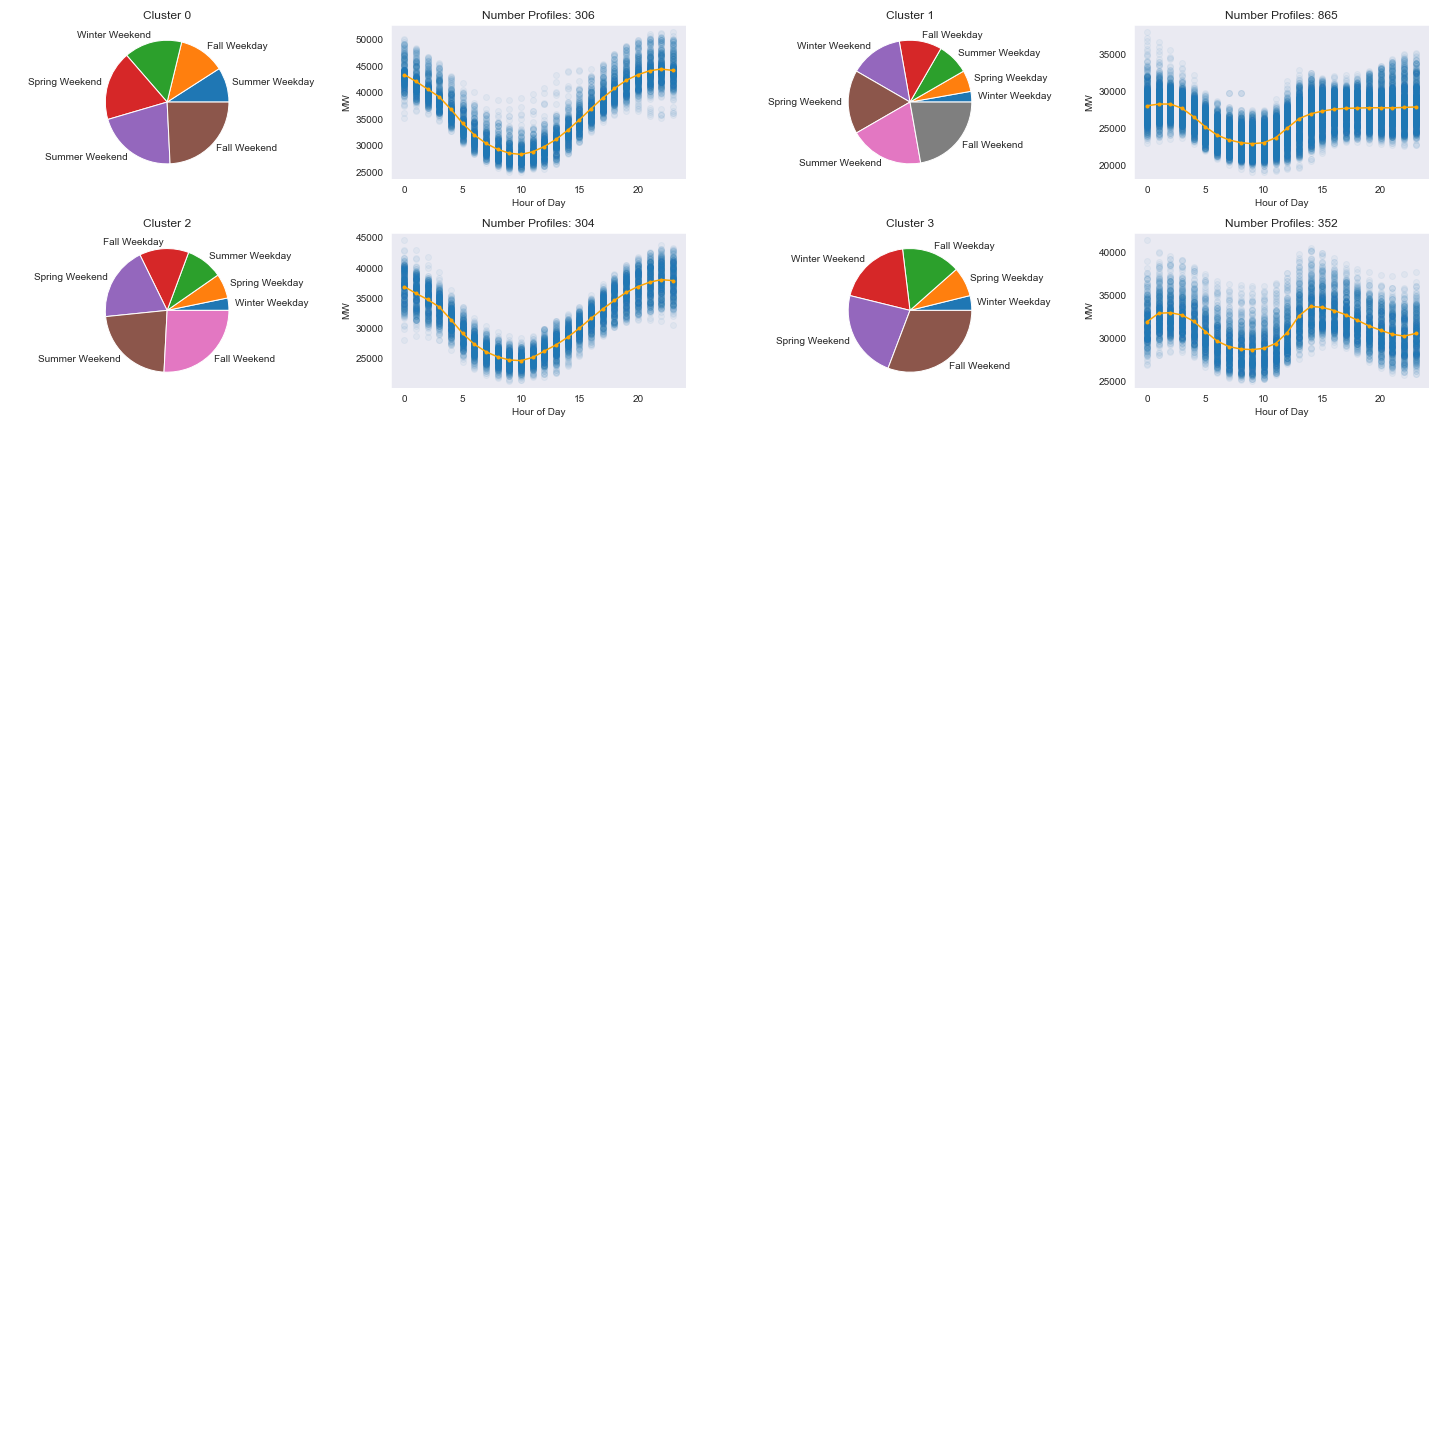 Cluster 0
Winter Weekend
Fall Weekday
Spring Weekend
Summer Weekday
Summer Weekend
Fall Weekend
Number Profiles: 306
50000
45000
40000
35000
30000
25000
MW
0 5 10 15 20
Hour of Day
Cluster 1
Fall Weekday
Winter Weekend
Summer Weekday
Spring Weekday
Winter Weekday
Spring Weekend
Fall Weekend
Summer Weekend
Number Profiles: 865
35000
30000
25000
20000
MW
0 5 10 15 20
Hour of Day
Cluster 2
Fall Weekday
Summer Weekday
Spring Weekend
Spring Weekday
Winter Weekday
Summer Weekend
Fall Weekend
Number Profiles: 304
45000
40000
35000
30000
25000
MW
0 5 10 15 20
Hour of Day
Cluster 3
Fall Weekday
Winter Weekend
Spring Weekday
Winter Weekday
Spring Weekend
Fall Weekend
Number Profiles: 352
40000
35000
30000
25000
MW
0 5 10 15 20
Hour of Day